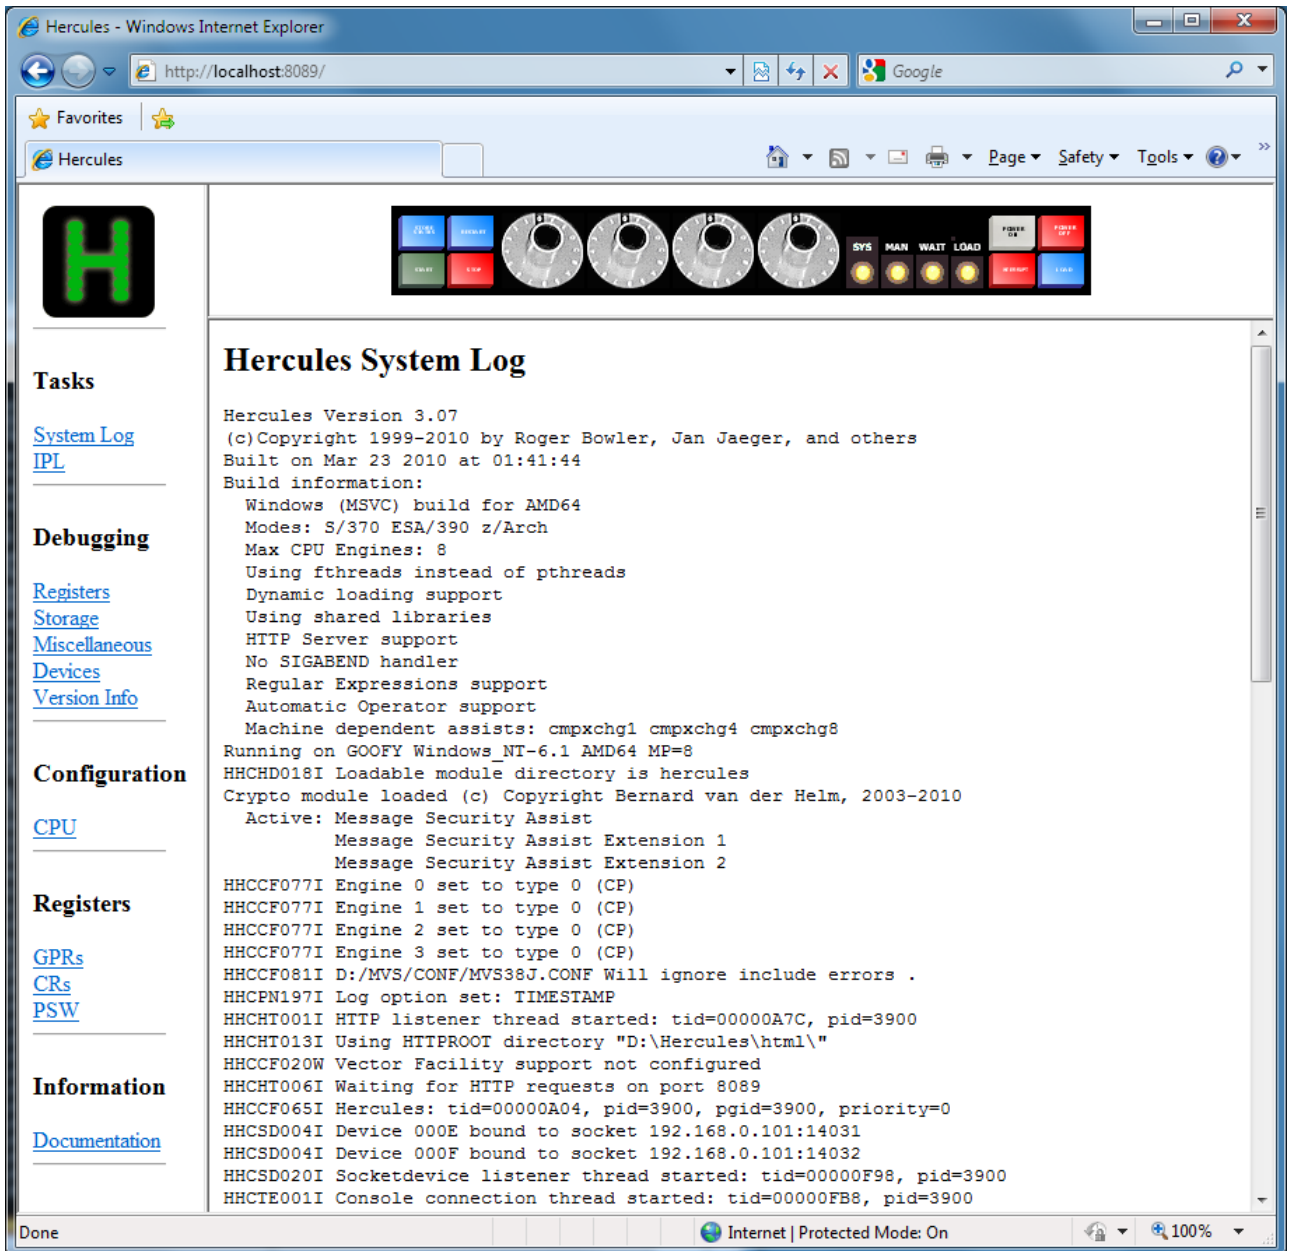 Hercules - Windows Internet Explorer
http://localhost:8089/
Google
Favorites
Hercules
Page
Safety
Tools
H
SYS MAN WAIT LOAD
POWER ON
POWER OFF
START
STOP
INTERRUPT
LOAD
Tasks
System Log
IPL
Debugging
Registers
Storage
Miscellaneous
Devices
Version Info
Configuration
CPU
Registers
GPRs
CRs
PSW
Information
Documentation
Hercules System Log
Hercules Version 3.07
(c)Copyright 1999-2010 by Roger Bowler, Jan Jaeger, and others
Built on Mar 23 2010 at 01:41:44
Build information:
Windows (MSVC) build for AMD64
Modes: S/370 ESA/390 z/Arch
Max CPU Engines: 8
Using fthreads instead of pthreads
Dynamic loading support
Using shared libraries
HTTP Server support
No SIGABEND handler
Regular Expressions support
Automatic Operator support
Machine dependent assists: cmpxchg1 cmpxchg4 cmpxchg8
Running on GOOFY Windows_NT-6.1 AMD64 MP=8
HHCHD018I Loadable module directory is hercules
Crypto module loaded (c) Copyright Bernard van der Helm, 2003-2010
Active: Message Security Assist
Message Security Assist Extension 1
Message Security Assist Extension 2
HHCCF077I Engine 0 set to type 0 (CP)
HHCCF077I Engine 1 set to type 0 (CP)
HHCCF077I Engine 2 set to type 0 (CP)
HHCCF077I Engine 3 set to type 0 (CP)
HHCCF081I D:/MVS/CONF/MVS38J.CONF Will ignore include errors .
HHCPN197I Log option set: TIMESTAMP
HHCHT001I HTTP listener thread started: tid=00000A7C, pid=3900
HHCHT013I Using HTTPROOT directory "D:\Hercules\html\"
HHCCF020W Vector Facility support not configured
HHCHT006I Waiting for HTTP requests on port 8089
HHCCF065I Hercules: tid=00000A04, pid=3900, pgid=3900, priority=0
HHCSD004I Device 000E bound to socket 192.168.0.101:14031
HHCSD004I Device 000F bound to socket 192.168.0.101:14032
HHCSD020I Socketdevice listener thread started: tid=00000F98, pid=3900
HHCTE001I Console connection thread started: tid=00000FB8, pid=3900
Done
Internet | Protected Mode: On
100%